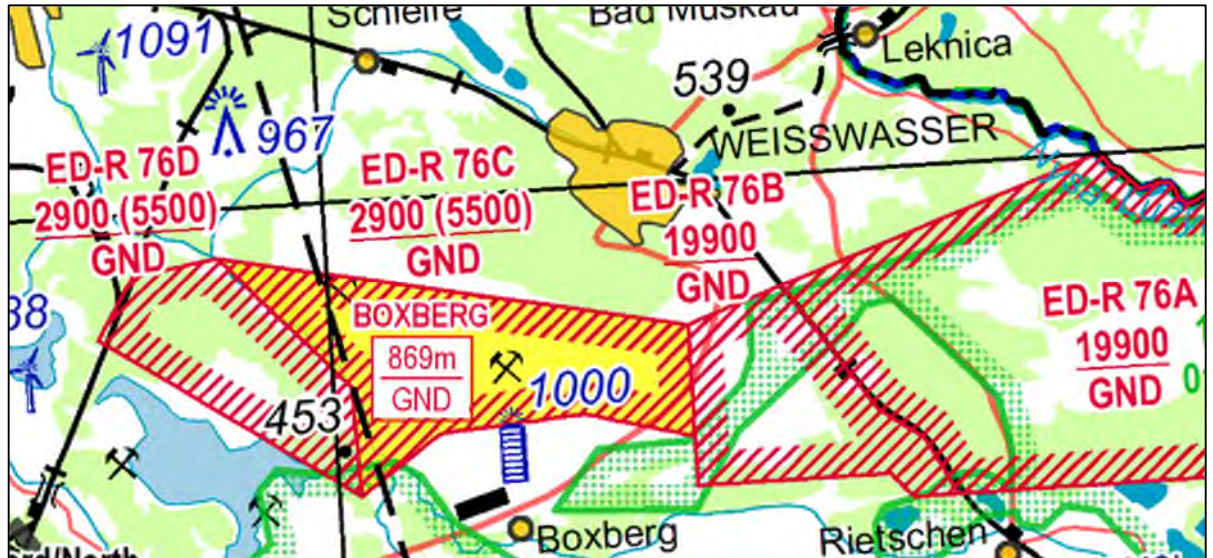 Schleife
Bad Muskau
1091
Leknica
539
967
WEISSWASSER
ED-R 76D
2900 (5500)
GND
ED-R 76C
2900 (5500)
GND
ED-R 76B
19900
GND
ED-R 76A
19900
GND
BOXBERG
869m
GND
1000
453
Boxberg
Rietschen